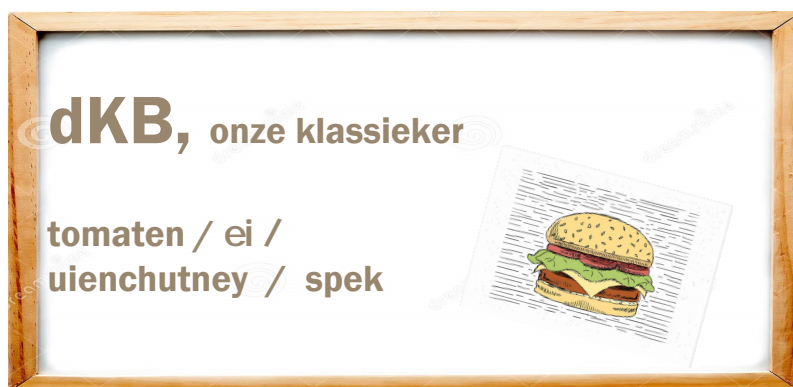 dKB, onze klassieker
tomaten / ei /
uienchutney / spek